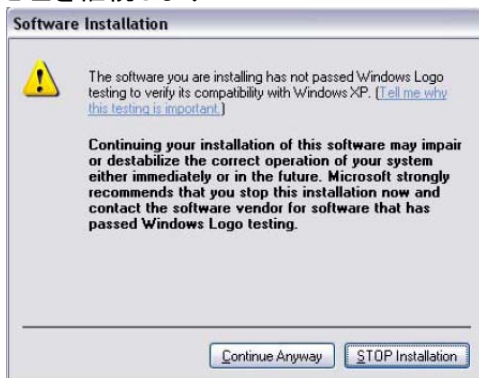 Software Installation
The software you are installing has not passed Windows Logo
testing to verify its compatibility with Windows XP. (Tell me why
this testing is important.)
Continuing your installation of this software may impair
or destabilize the correct operation of your system
either immediately or in the future. Microsoft strongly
recommends that you stop this installation now and
contact the software vendor for software that has
passed Windows Logo testing.
Continue Anyway STOP Installation